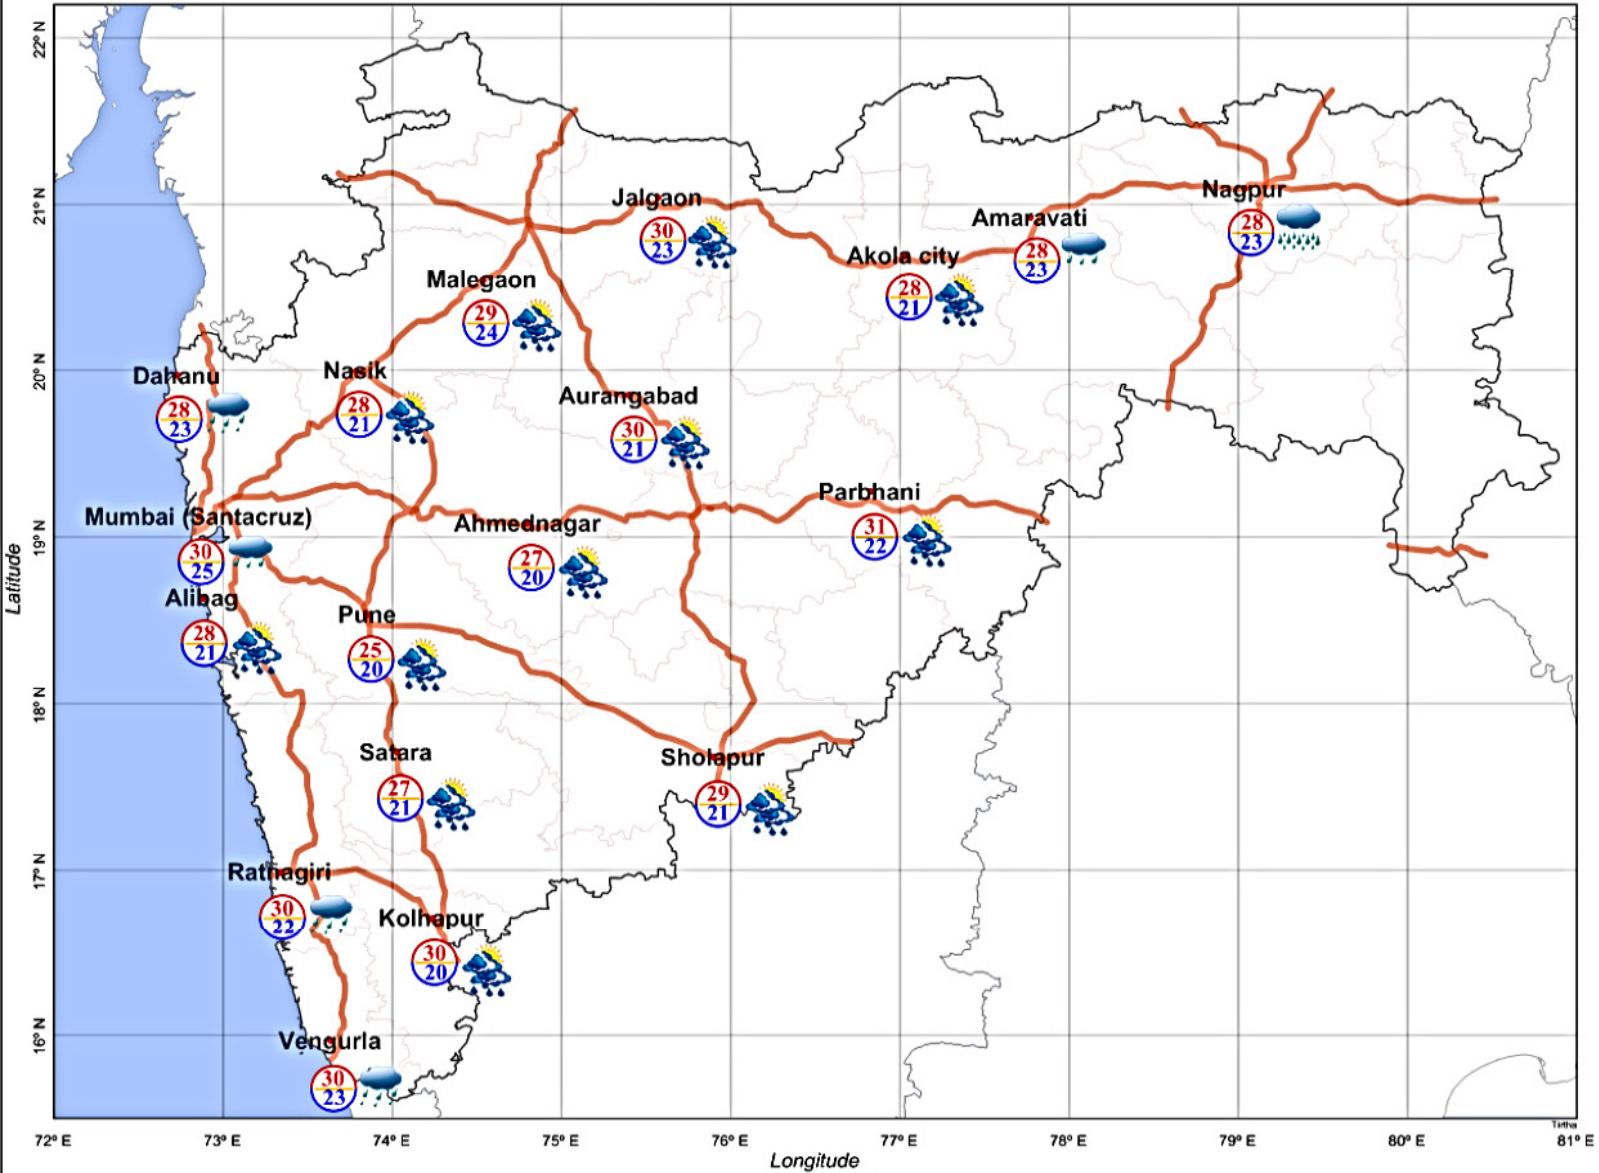 22° N
21° N
20° N
19° N
18° N
17° N
16° N
Latitude
Jalgaon
30
23
Nagpur
28
23
Amaravati
28
23
Akola city
28
21
Malegaon
29
24
Dahanu
28
23
Nasik
28
21
Aurangabad
30
21
Parbhani
31
22
Mumbai (Santacruz)
30
25
Ahmednagar
27
20
Alibag
28
21
Pune
25
20
Satara
27
21
Sholapur
29
21
Ratnagiri
30
22
Kolhapur
30
20
Vengurla
30
23
Tirtha
72° E
73° E
74° E
75° E
76° E
77° E
78° E
79° E
80° E
81° E
Longitude